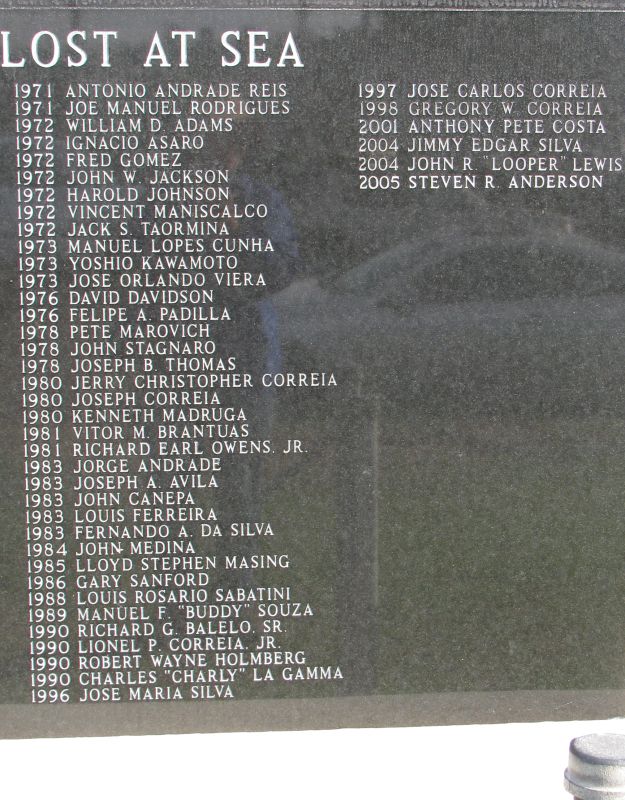 LOST AT SEA
1971 ANTONIO ANDRADE REIS
1971 JOE MANUEL RODRIGUES
1972 WILLIAM D. ADAMS
1972 IGNACIO ASARO
1972 FRED GOMEZ
1972 JOHN W. JACKSON
1972 HAROLD JOHNSON
1972 VINCENT MANISCALCO
1972 JACK S. TAORMINA
1973 MANUEL LOPES CUNHA
1973 YOSHIO KAWAMOTO
1973 JOSE ORLANDO VIERA
1976 DAVID DAVIDSON
1976 FELIPE A. PADILLA
1978 PETE MAROVICH
1978 JOHN STAGNARO
1978 JOSEPH B. THOMAS
1980 JERRY CHRISTOPHER CORREIA
1980 JOSEPH CORREIA
1980 KENNETH MADRUGA
1981 VITOR M. BRANTUAS
1981 RICHARD EARL OWENS, JR.
1983 JORGE ANDRADE
1983 JOSEPH A. AVILA
1983 JOHN CANEPA
1983 LOUIS FERREIRA
1983 FERNANDO A. DA SILVA
1984 JOHN MEDINA
1985 LLOYD STEPHEN MASING
1986 GARY SANFORD
1988 LOUIS ROSARIO SABATINI
1989 MANUEL F. "BUDDY" SOUZA
1990 RICHARD G. BALELO, SR.
1990 LIONEL P. CORREIA, JR.
1990 ROBERT WAYNE HOLMBERG
1990 CHARLES "CHARLY" LA GAMMA
1996 JOSE MARIA SILVA
1997 JOSE CARLOS CORREIA
1998 GREGORY W. CORREIA
2001 ANTHONY PETE COSTA
2004 JIMMY EDGAR SILVA
2004 JOHN R. "LOOPER" LEWIS
2005 STEVEN R. ANDERSON